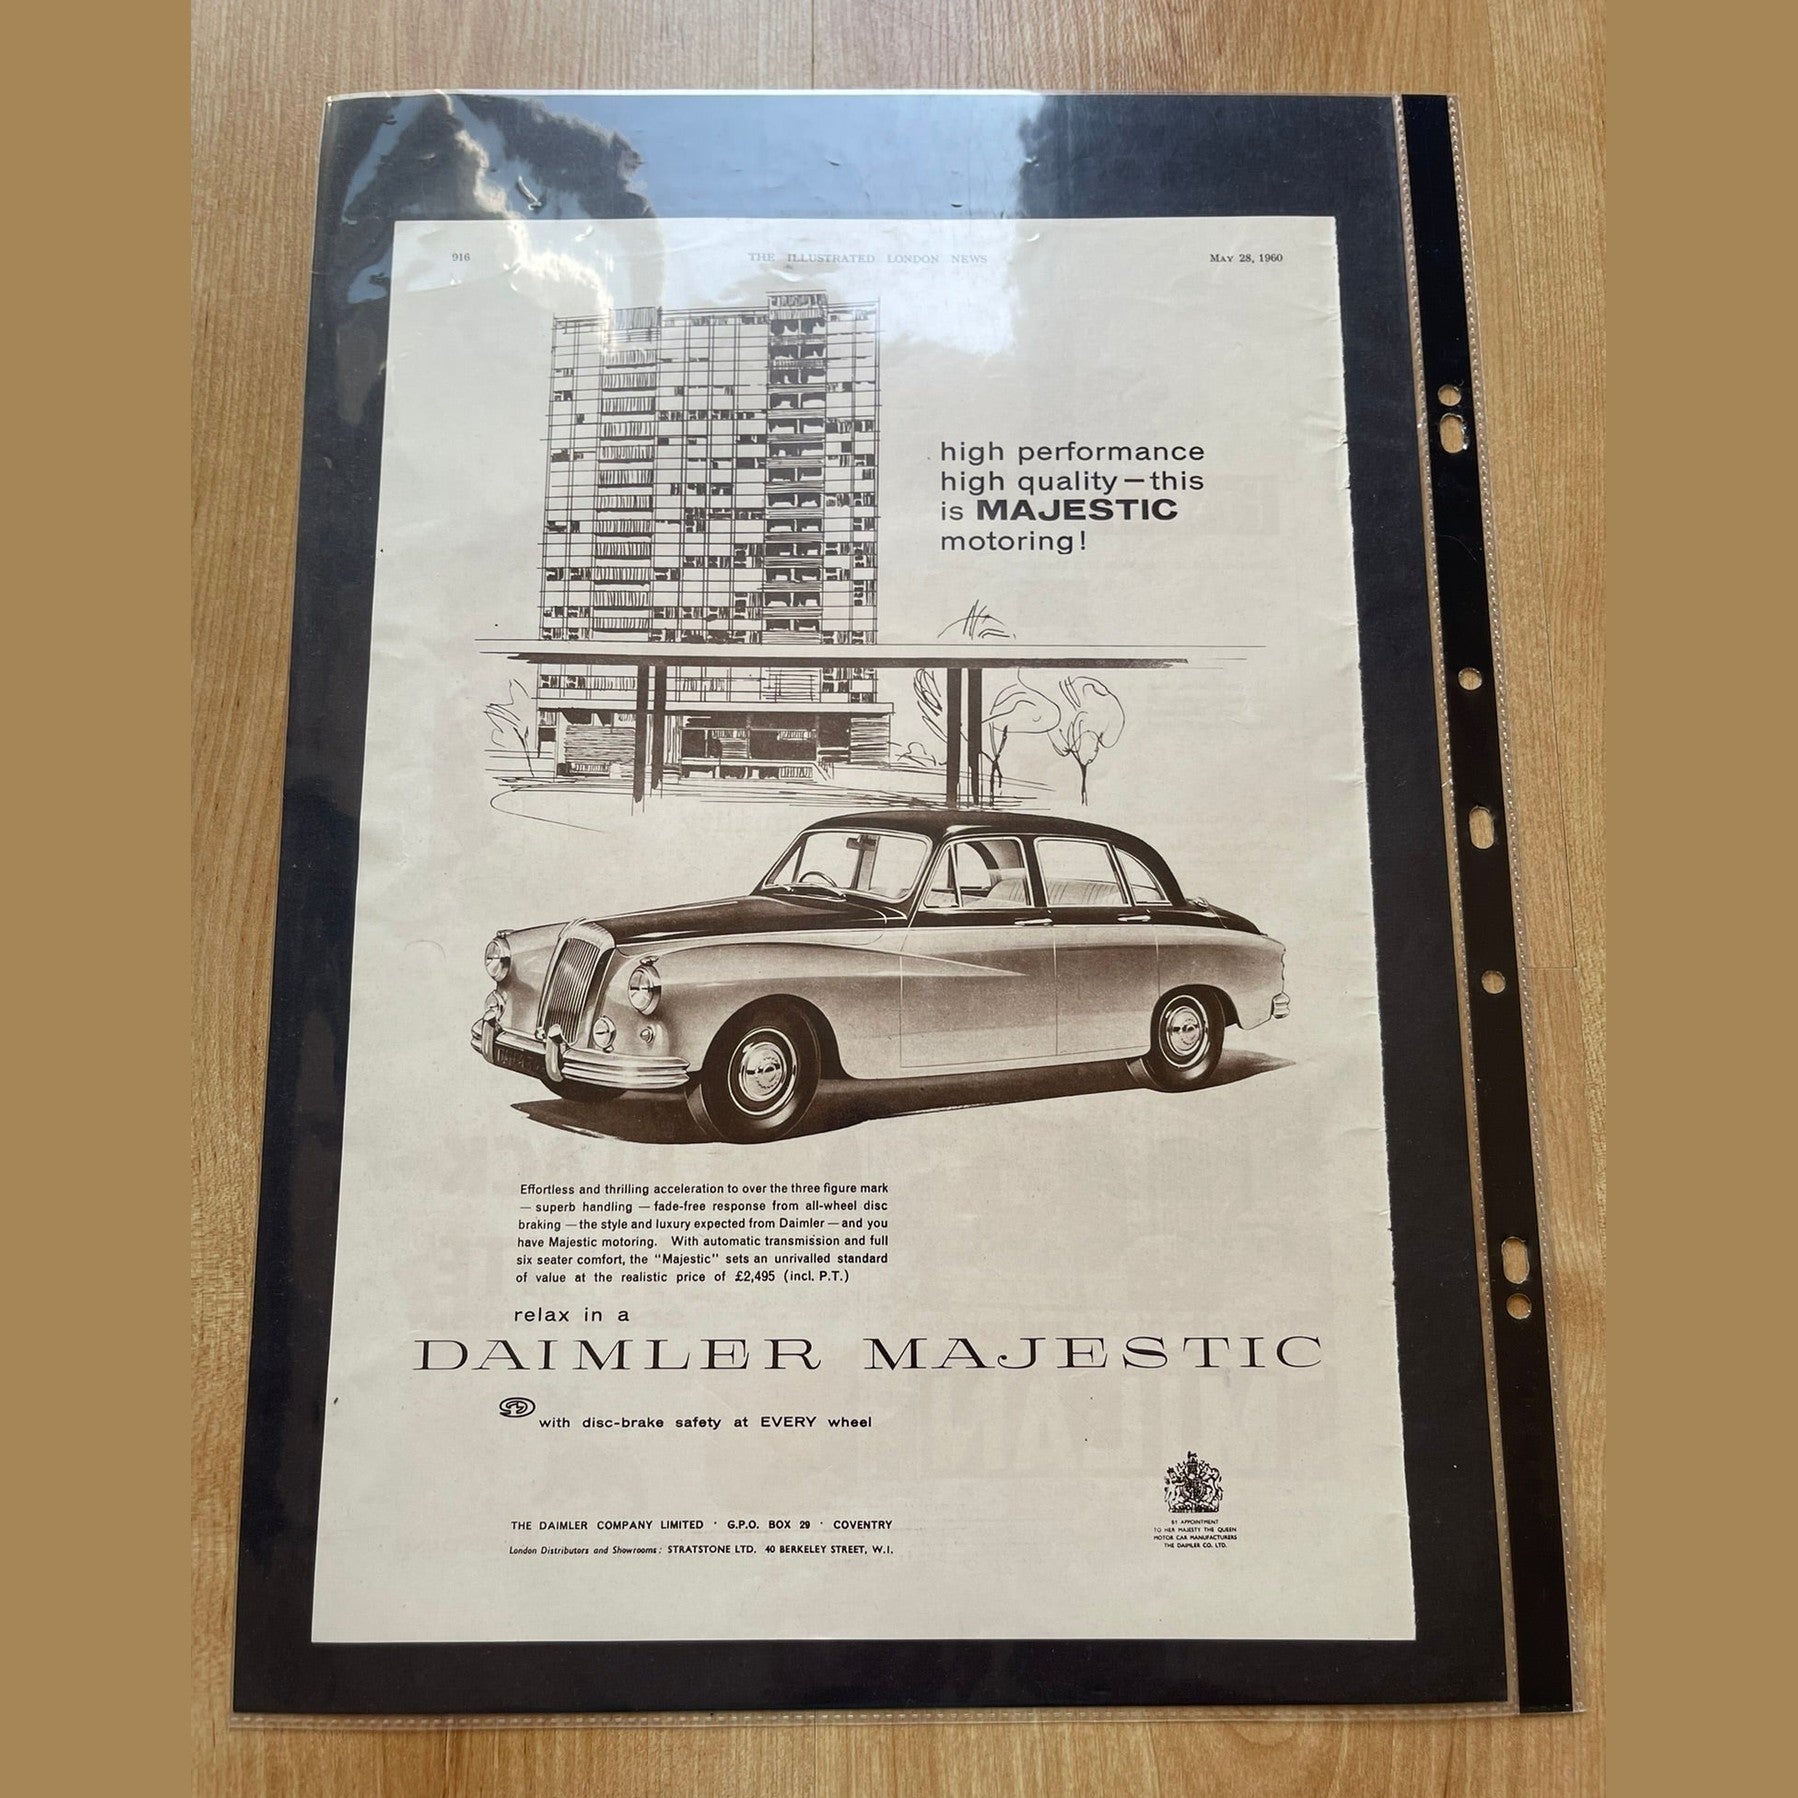 916 THE ILLUSTRATED LONDON NEWS MAY 28, 1960
high performance
high quality — this
is MAJESTIC
motoring!
Effortless and thrilling acceleration to over the three figure mark
— superb handling — fade-free response from all-wheel disc
braking — the style and luxury expected from Daimler — and you
have Majestic motoring. With automatic transmission and full
six seater comfort, the "Majestic" sets an unrivalled standard
of value at the realistic price of £2,495 (incl. P.T.)
relax in a
DAIMLER MAJESTIC
with disc-brake safety at EVERY wheel
THE DAIMLER COMPANY LIMITED · G.P.O. BOX 29 · COVENTRY
London Distributors and Showrooms: STRATSTONE LTD. 40 BERKELEY STREET, W.I.
BY APPOINTMENT
TO HER MAJESTY THE QUEEN
MOTOR CAR MANUFACTURERS
THE DAIMLER CO. LTD.